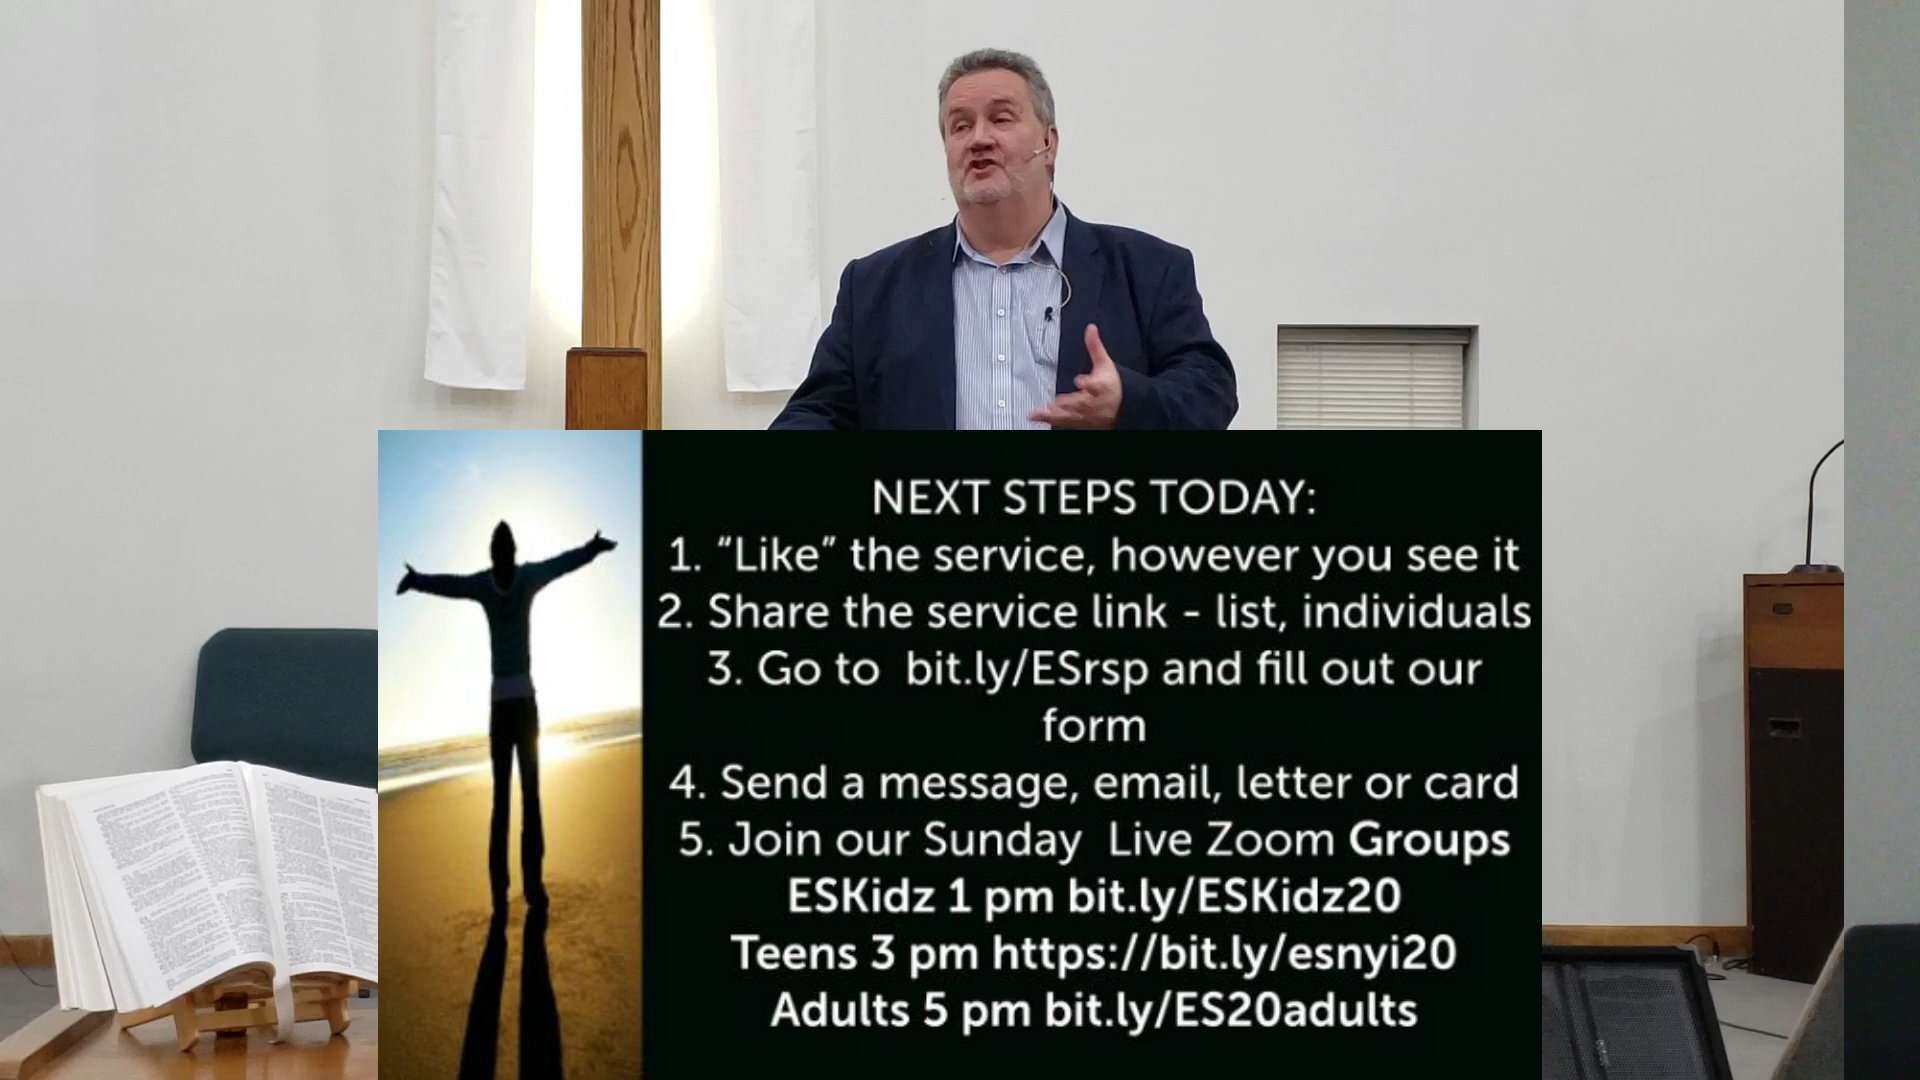 NEXT STEPS TODAY:
1. “Like” the service, however you see it
2. Share the service link - list, individuals
3. Go to  bit.ly/ESrsp and fill out our
form
4. Send a message, email, letter or card
5. Join our Sunday  Live Zoom Groups
ESKidz 1 pm bit.ly/ESKidz20
Teens 3 pm https://bit.ly/esnyi20
Adults 5 pm bit.ly/ES20adults